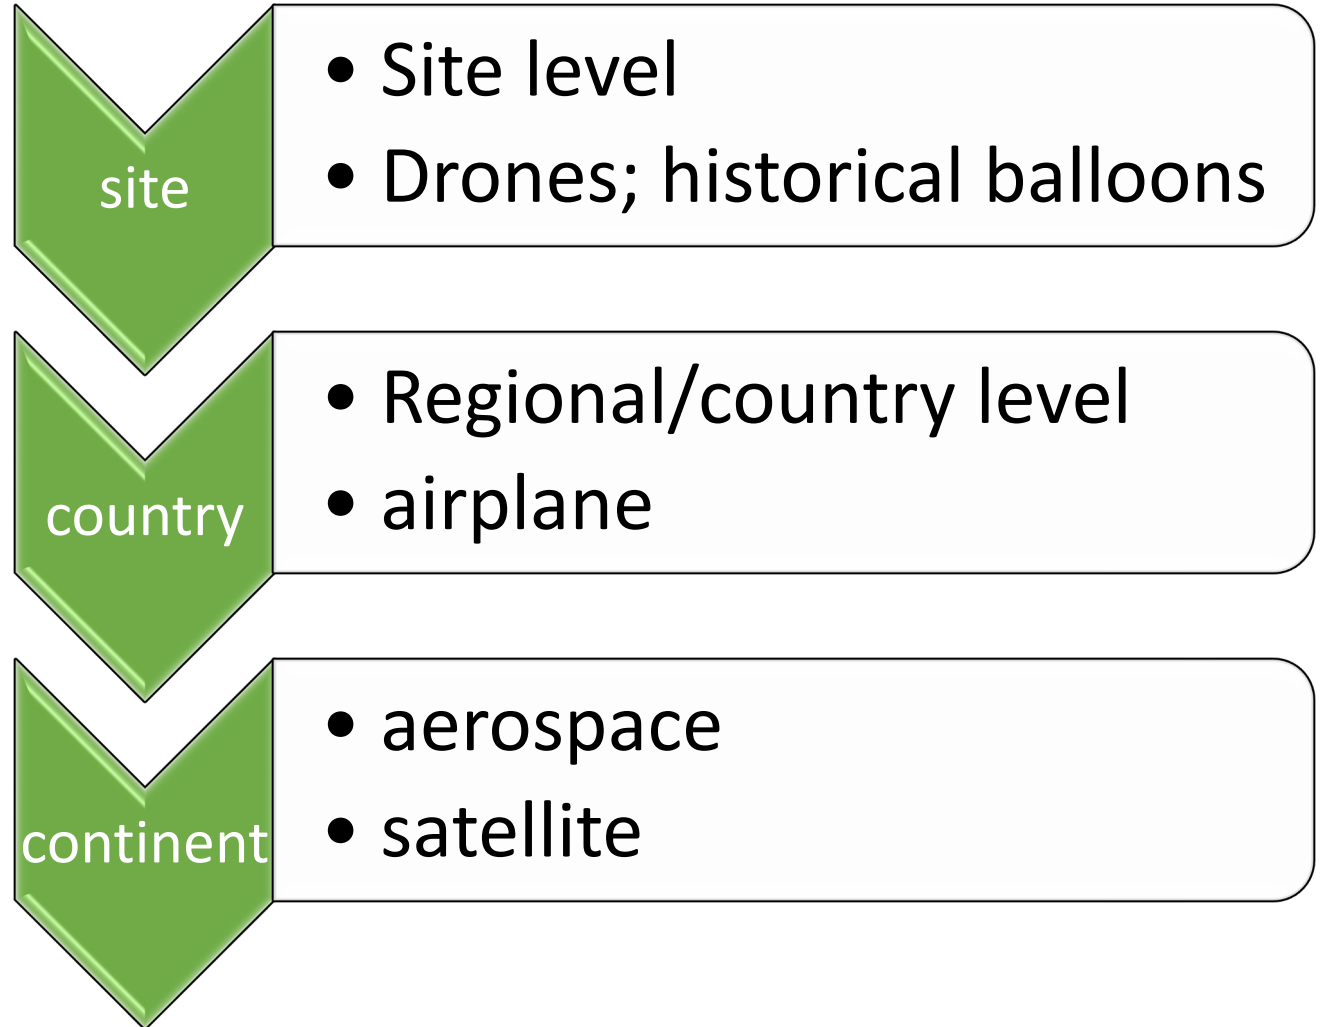 site
• Site level
• Drones; historical balloons
country
• Regional/country level
• airplane
continent
• aerospace
• satellite